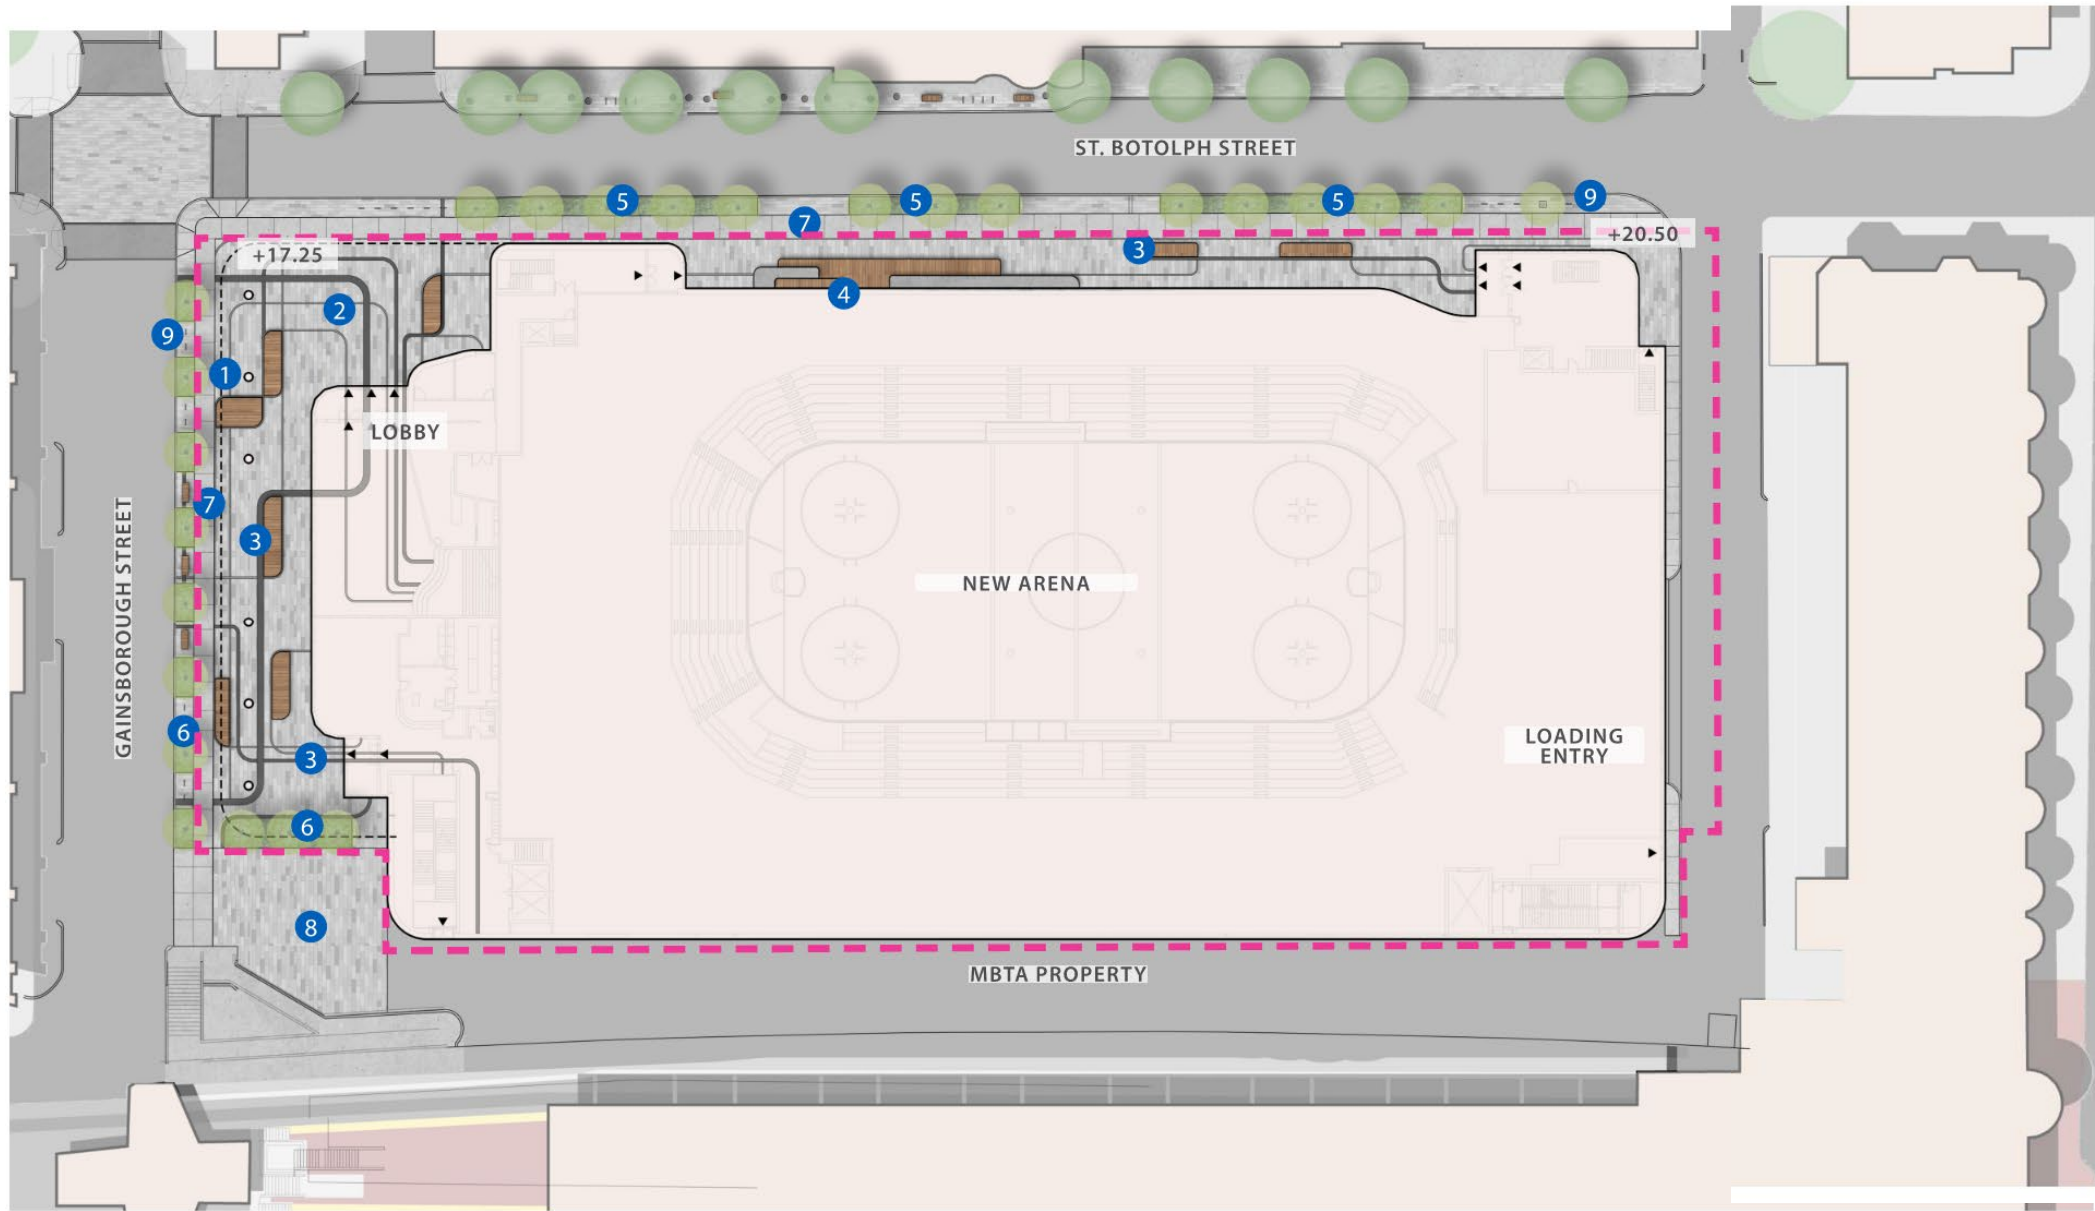 ST. BOTOLPH STREET
5
5
5
9
7
+20.50
+17.25
3
2
4
9
1
LOBBY
7
3
GAINSBOROUGH STREET
NEW ARENA
6
3
LOADING
ENTRY
6
8
MBTA PROPERTY